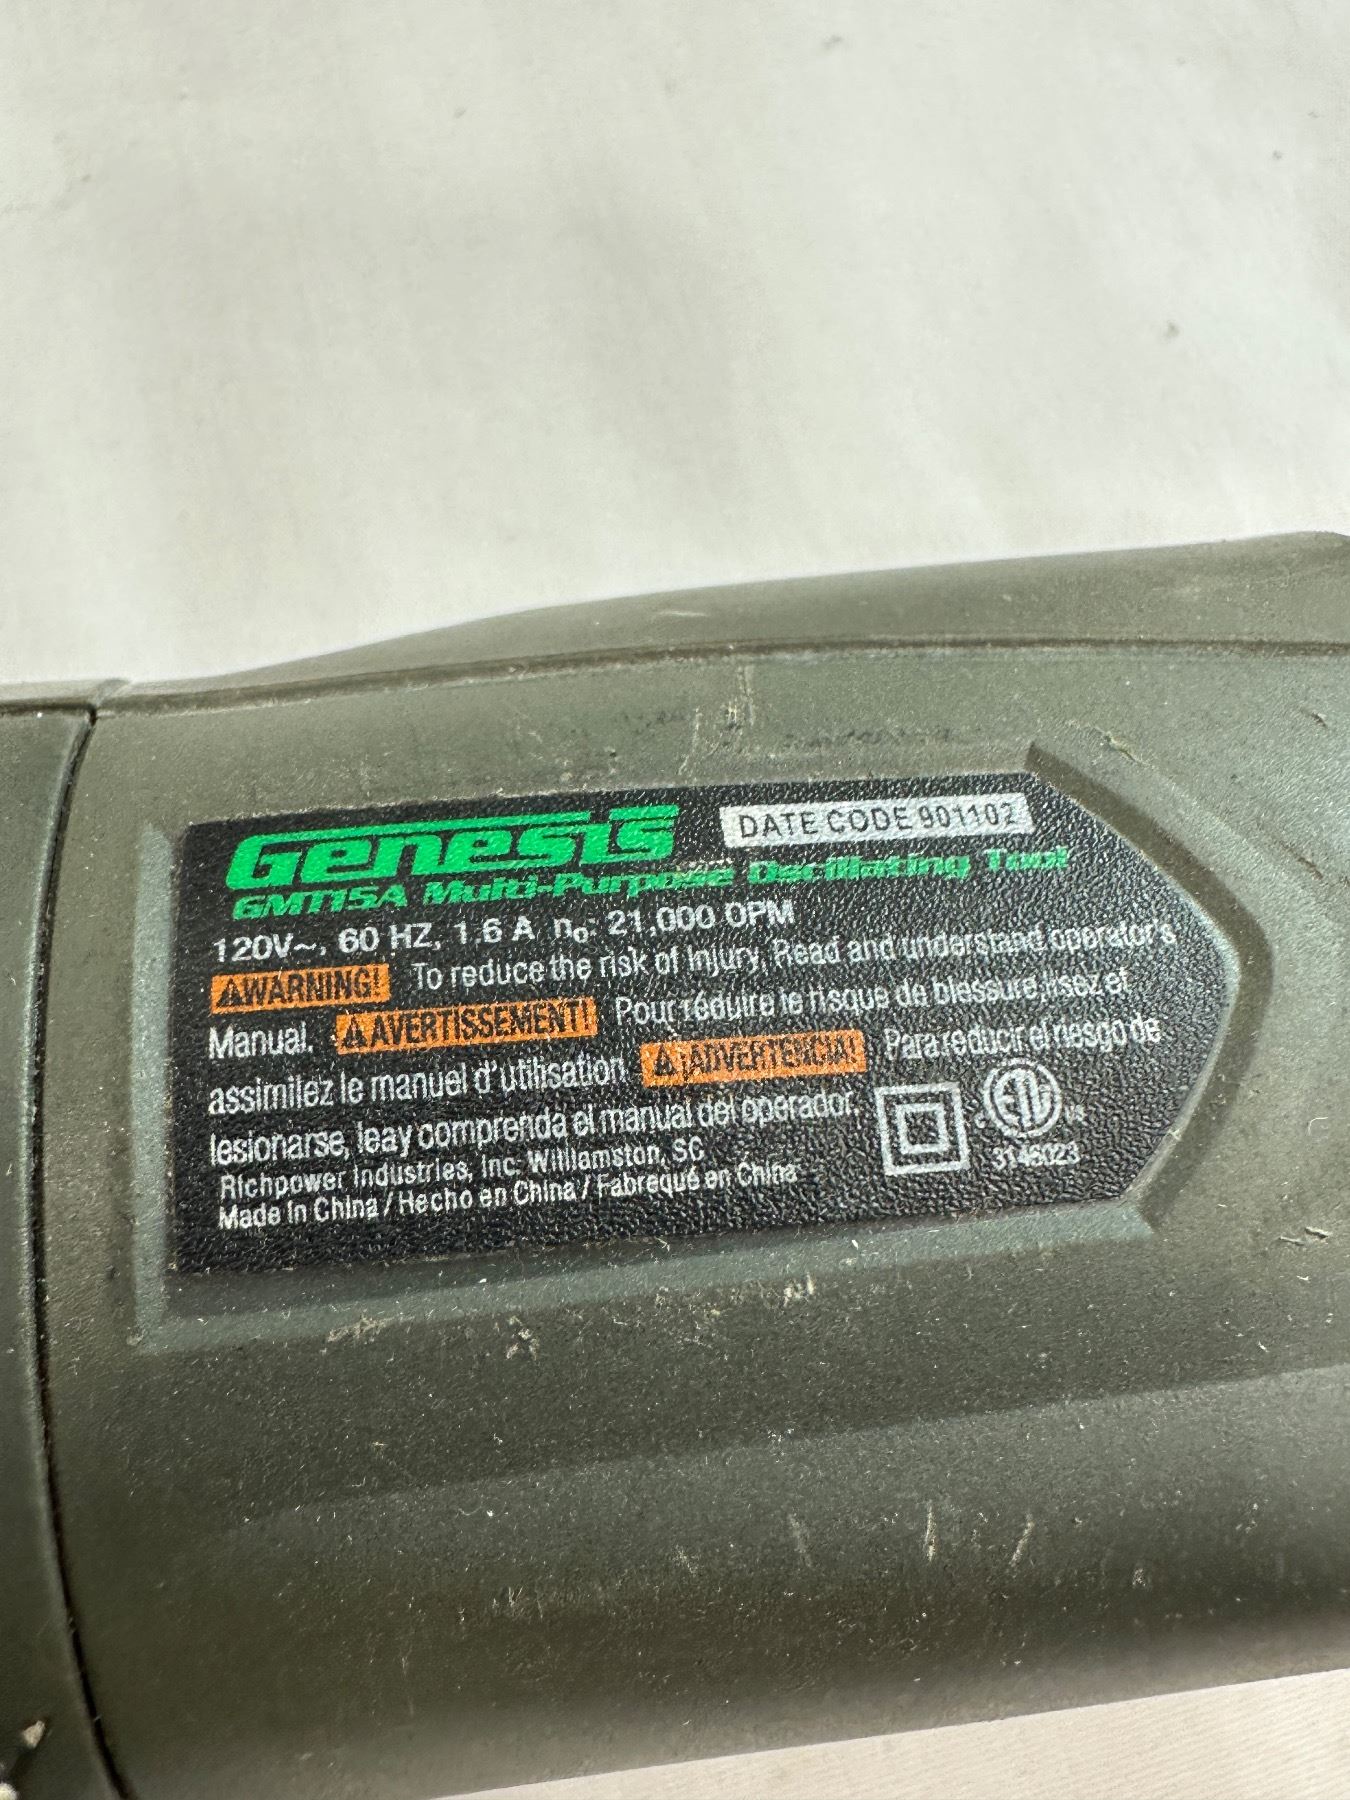 Genesis DATE CODE 901102
GMT15A Multi-Purpose Oscillating Tool
120V~, 60 HZ, 1.6 A n₀: 21,000 OPM
⚠WARNING! To reduce the risk of Injury, Read and understand operator's
Manual. ⚠AVERTISSEMENT! Pour réduire le risque de blessure, lisez et
assimilez le manuel d'utilisation. ⚠¡ADVERTENCIA! Para reducir el riesgo de
lesionarse, leay comprenda el manual del operador.
Richpower Industries, Inc. Williamston, SC
Made In China / Hecho en China / Fabrequé en China
c ETL us
3146023